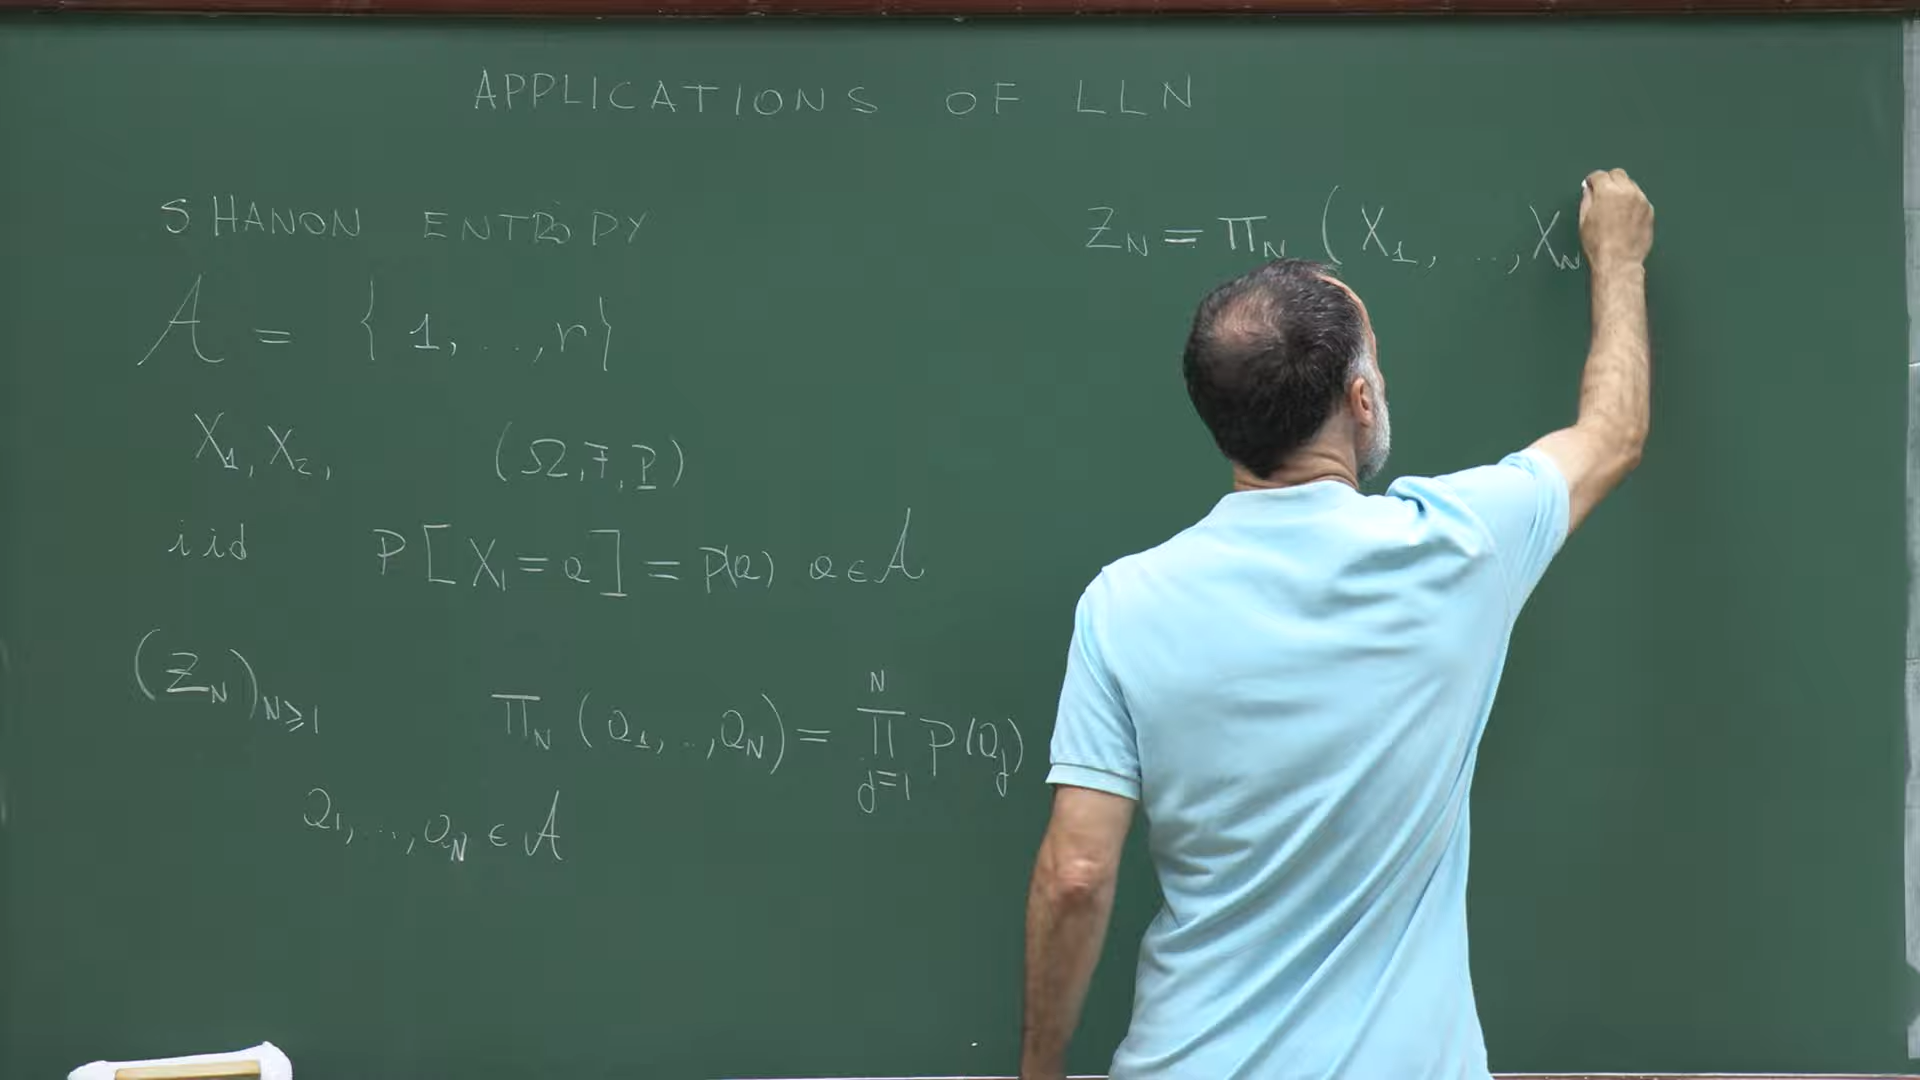 APPLICATIONS OF LLN
SHANON ENTROPY
𝒜 = { 1, ..., r}
X₁, X₂, (Ω, ℱ, P)
iid P[X₁ = a] = p(a) a ∈ 𝒜
(Z_N)_{N≥1}
Π_N (a₁, .., a_N) = ∏_{j=1}^{N} p(a_j)
a₁, ..., a_N ∈ 𝒜
Z_N = Π_N (X₁, ..., X_N